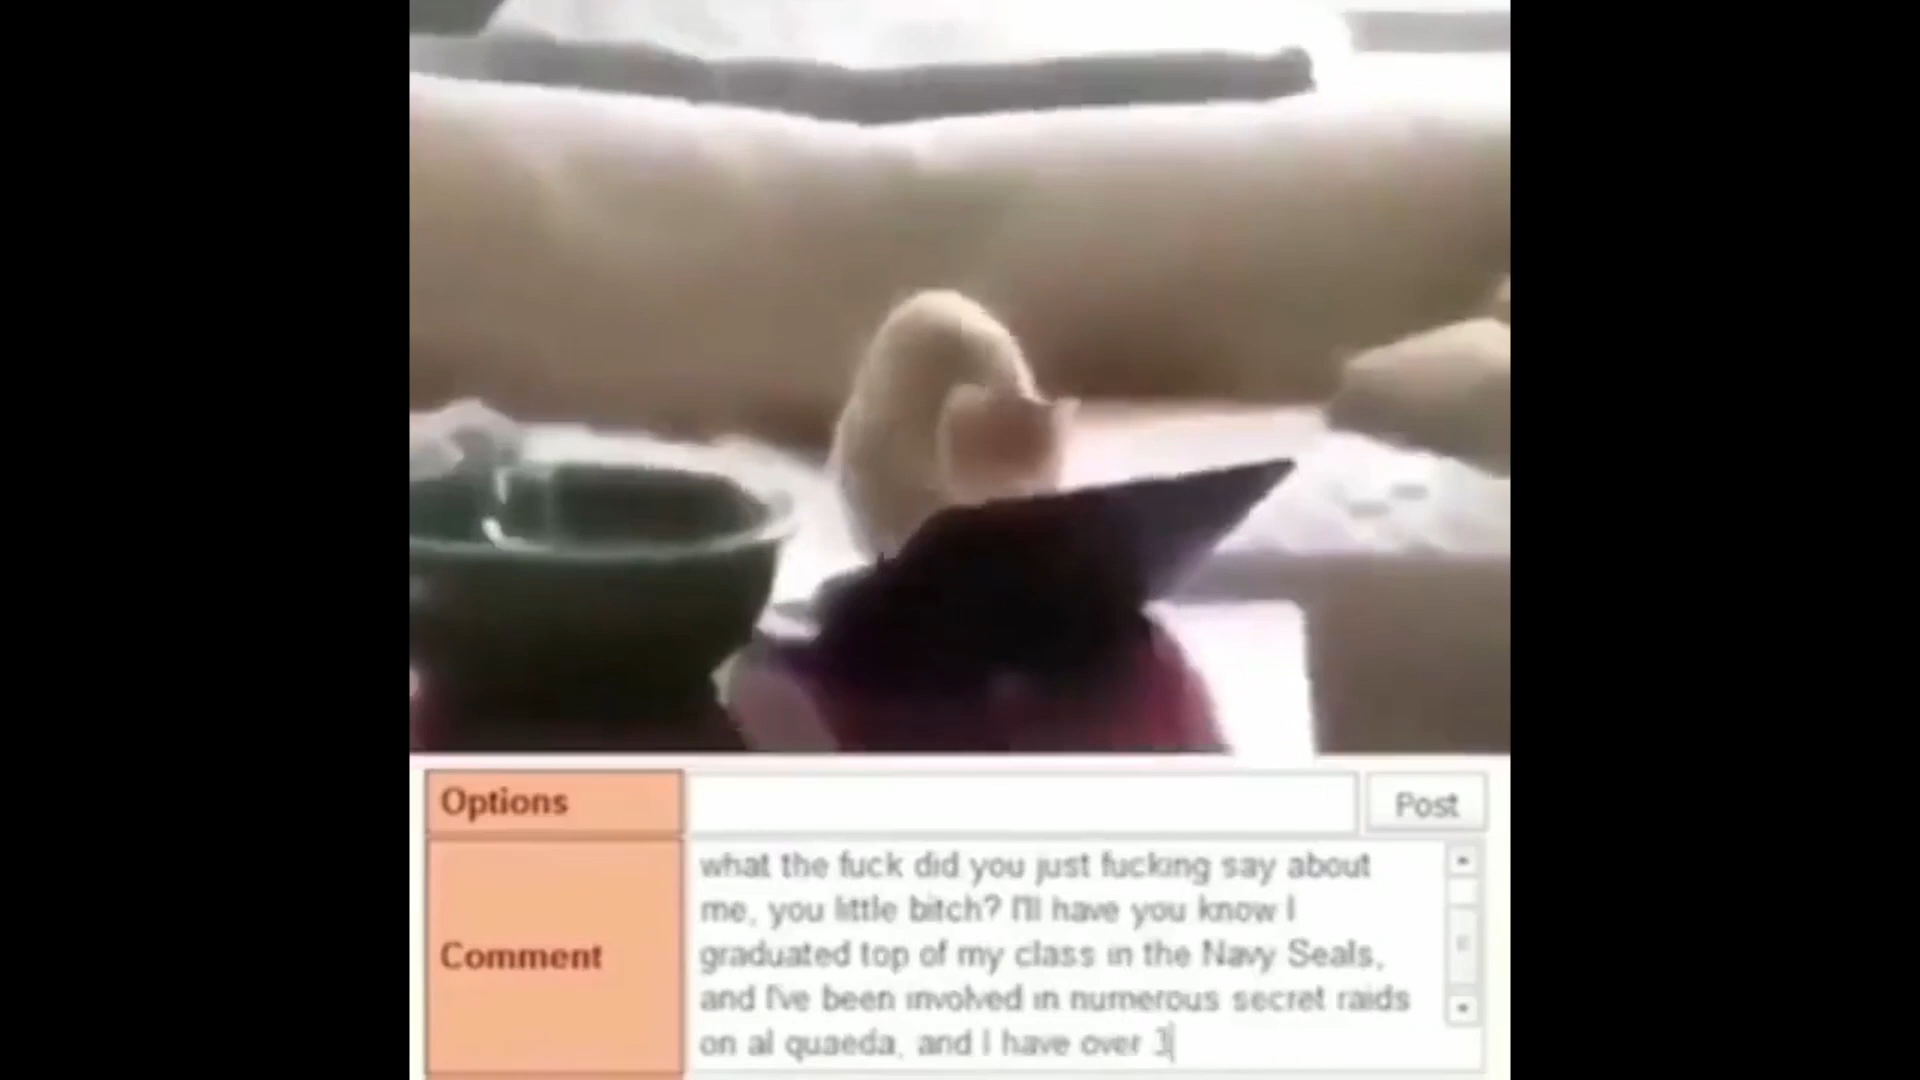 Options
Post
Comment
what the fuck did you just fucking say about
me, you little bitch? I'll have you know I
graduated top of my class in the Navy Seals,
and I've been involved in numerous secret raids
on al quaeda, and I have over 3